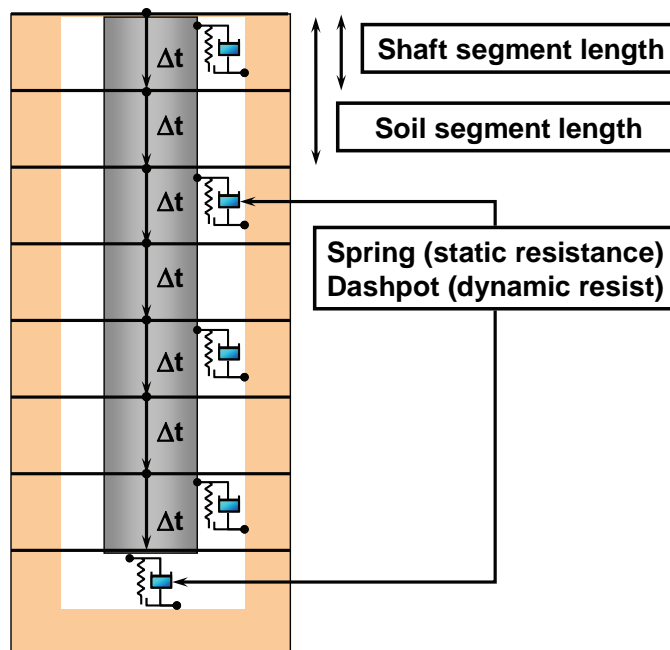 Δt
Shaft segment length
Δt
Soil segment length
Δt
Spring (static resistance)
Dashpot (dynamic resist)
Δt
Δt
Δt
Δt